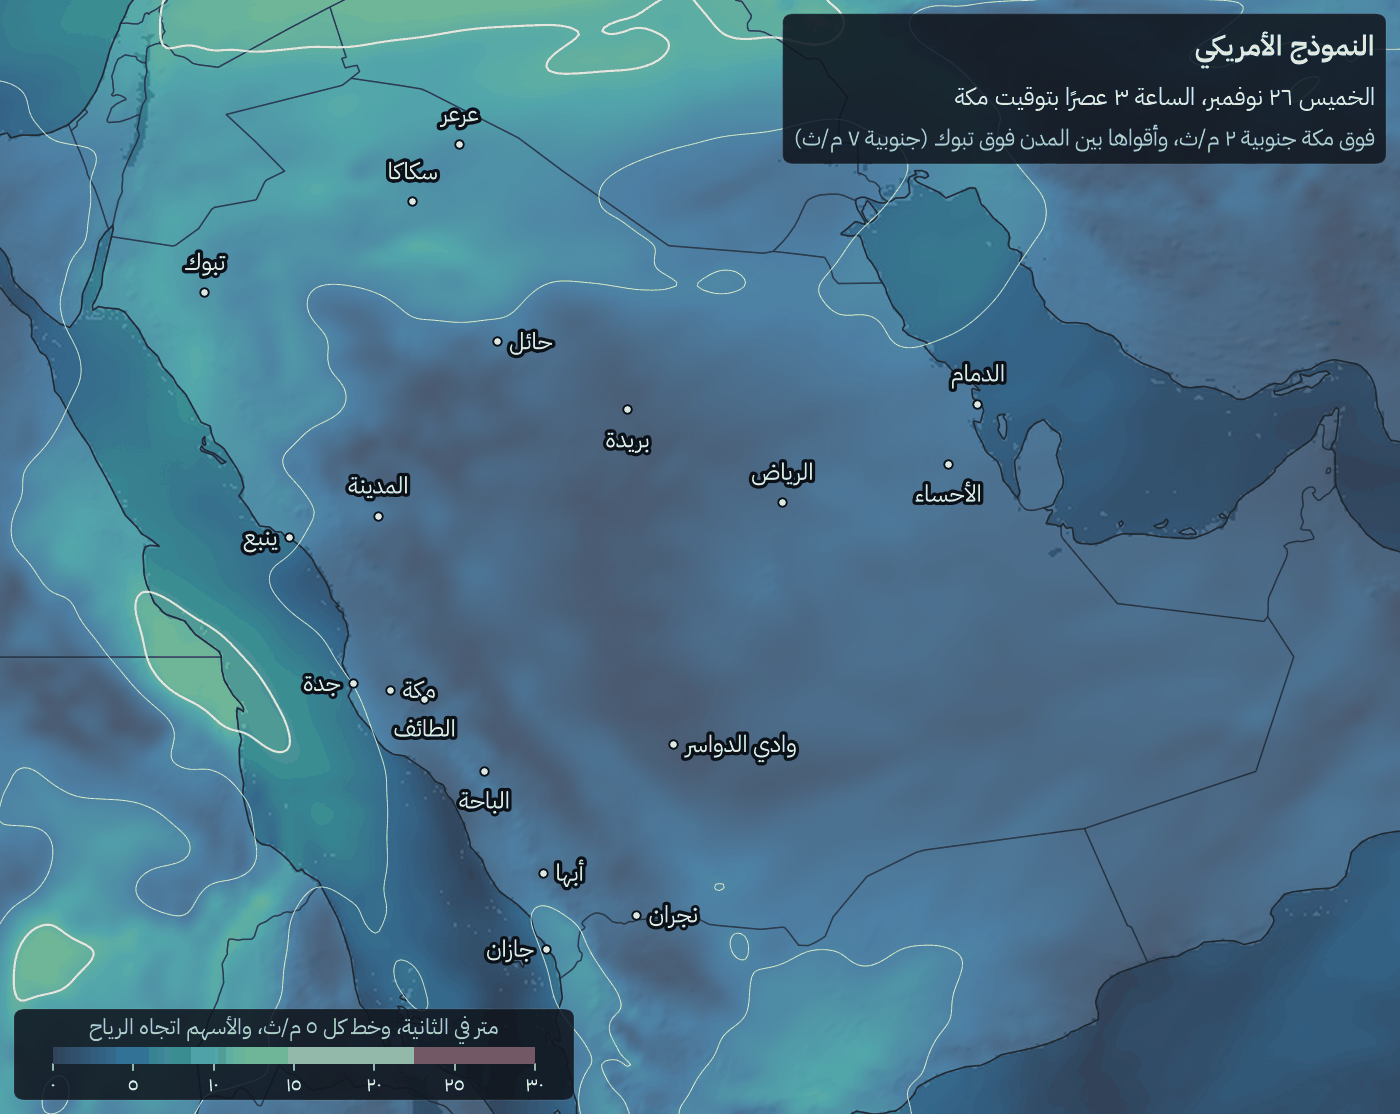 النموذج الأمريكي
الخميس ٢٦ نوفمبر، الساعة ٣ عصرًا بتوقيت مكة
فوق مكة جنوبية ٢ م/ث، وأقواها بين المدن فوق تبوك (جنوبية ٧ م/ث)
عرعر
سكاكا
تبوك
حائل
الدمام
بريدة
الرياض
الأحساء
المدينة
ينبع
جدة
مكة
الطائف
وادي الدواسر
الباحة
أبها
نجران
جازان
متر في الثانية، وخط كل ٥ م/ث، والأسهم اتجاه الرياح
٠ ٥ ١٠ ١٥ ٢٠ ٢٥ ٣٠